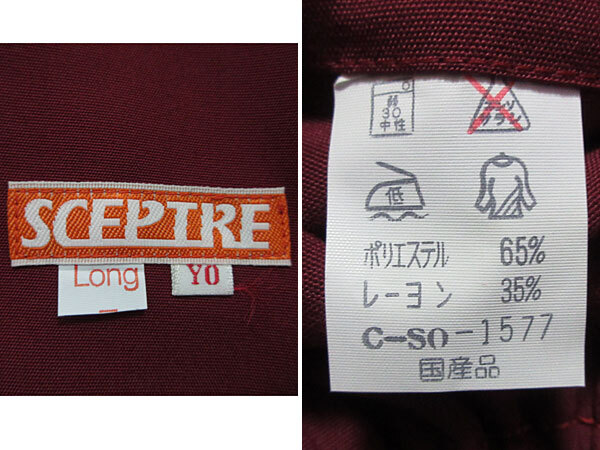 SCEPTRE
Long
YO
弱
30
中性
低
ポリエステル 65%
レーヨン 35%
C-SO-1577
国産品